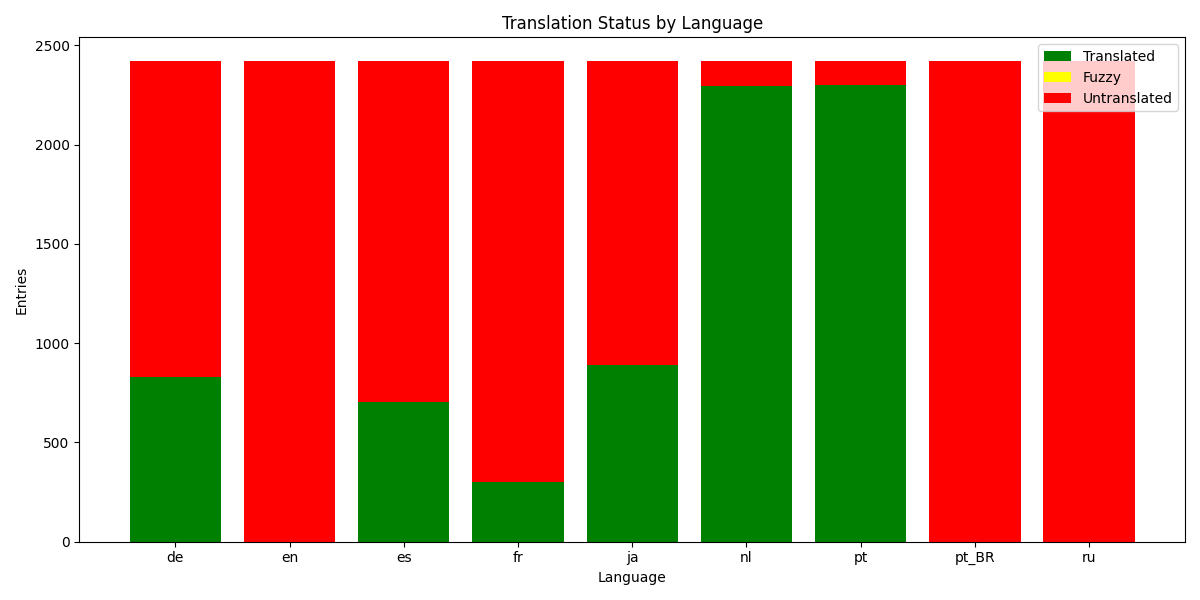 Translation Status by Language
2500
2000
1500
1000
500
0
Entries
Translated
Fuzzy
Untranslated
de en es fr ja nl pt pt_BR ru
Language